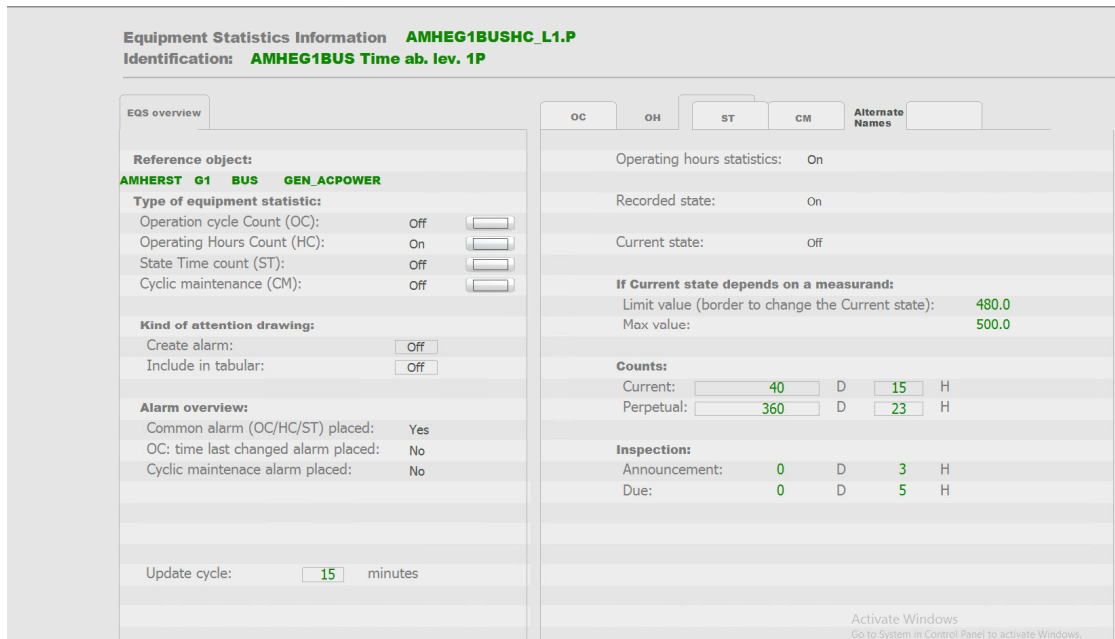 Equipment Statistics Information AMHEG1BUSHC_L1.P
Identification: AMHEG1BUS Time ab. lev. 1P
EQS overview
Reference object:
AMHERST G1 BUS GEN_ACPOWER
Type of equipment statistic:
Operation cycle Count (OC): Off
Operating Hours Count (HC): On
State Time count (ST): Off
Cyclic maintenance (CM): Off
Kind of attention drawing:
Create alarm: Off
Include in tabular: Off
Alarm overview:
Common alarm (OC/HC/ST) placed: Yes
OC: time last changed alarm placed: No
Cyclic maintenace alarm placed: No
Update cycle: 15 minutes
OC OH ST CM Alternate
Names
Operating hours statistics: On
Recorded state: On
Current state: Off
If Current state depends on a measurand:
Limit value (border to change the Current state): 480.0
Max value: 500.0
Counts:
Current: 40 D 15 H
Perpetual: 360 D 23 H
Inspection:
Announcement: 0 D 3 H
Due: 0 D 5 H
Activate Windows
Go to System in Control Panel to activate Windows.